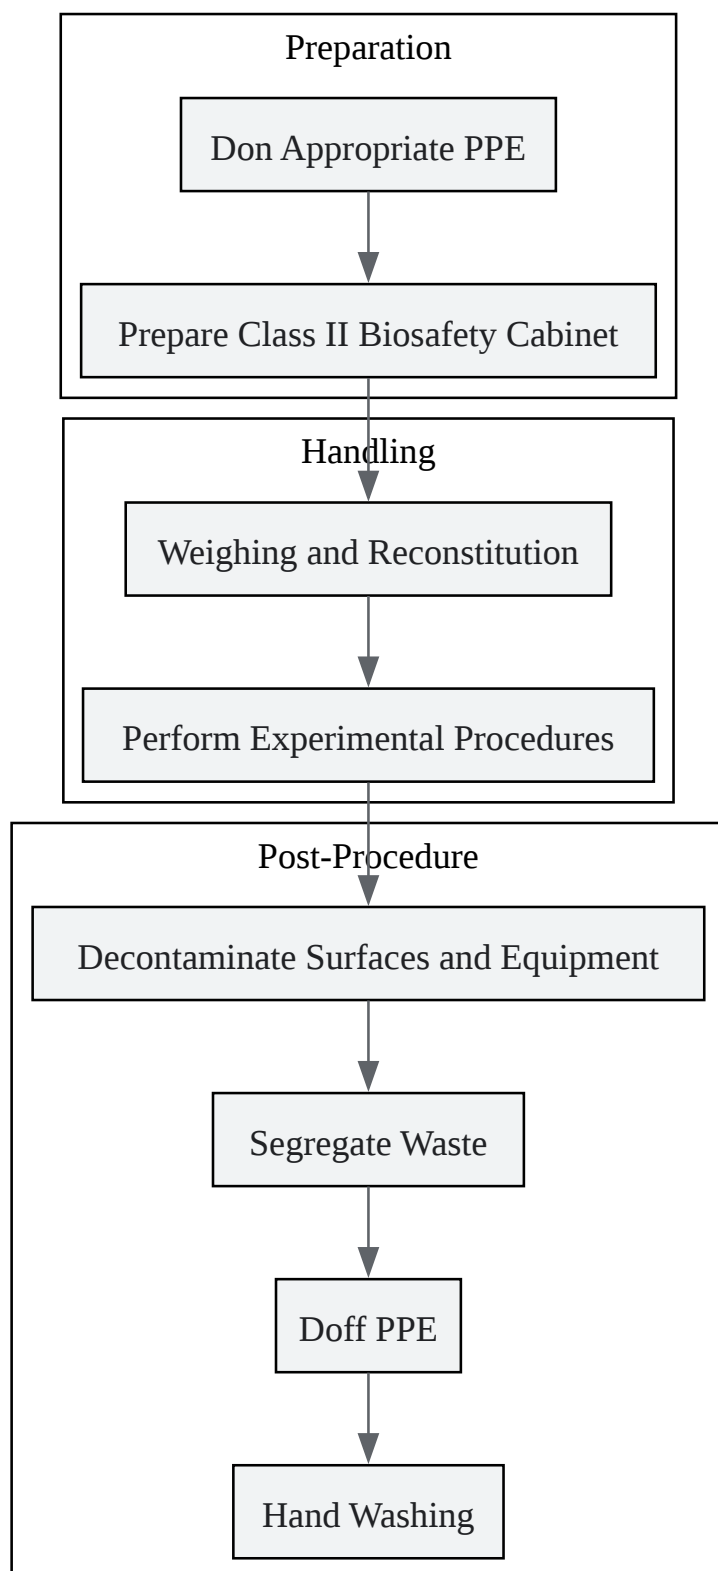 Preparation
Don Appropriate PPE
Prepare Class II Biosafety Cabinet
Handling
Weighing and Reconstitution
Perform Experimental Procedures
Post-Procedure
Decontaminate Surfaces and Equipment
Segregate Waste
Doff PPE
Hand Washing